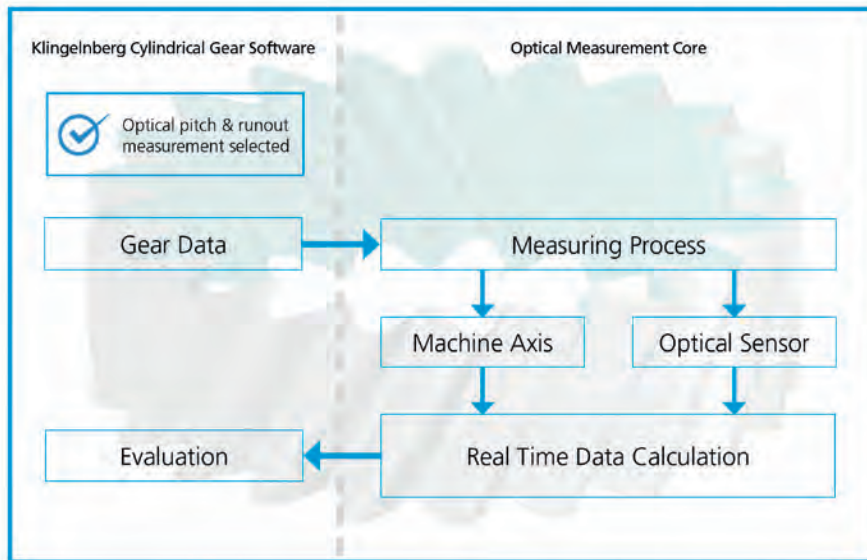 Klingelnberg Cylindrical Gear Software
Optical Measurement Core
Optical pitch & runout
measurement selected
Gear Data
Measuring Process
Machine Axis
Optical Sensor
Evaluation
Real Time Data Calculation